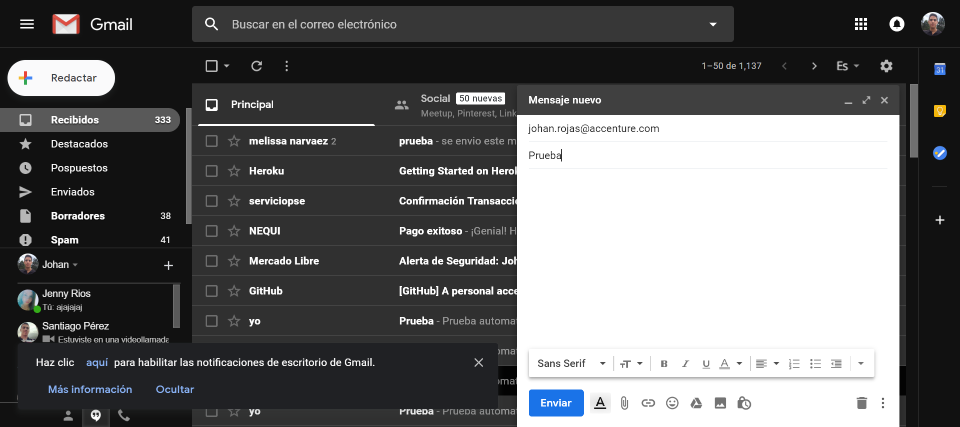 Gmail
Buscar en el correo electrónico
Redactar
1–50 de 1,137
Es
31
Recibidos 333
Destacados
Pospuestos
Enviados
Borradores 38
Spam 41
Johan
Jenny Rios
Tú: ajajajaj
Santiago Pérez
Estuviste en una videollamada
Principal
Social 50 nuevas
Meetup, Pinterest, Link
melissa narvaez 2 prueba - se envio este m
Heroku Getting Started on Herok
serviciopse Confirmación Transacció
NEQUI Pago exitoso - ¡Genial! H
Mercado Libre Alerta de Seguridad: Joh
GitHub [GitHub] A personal acce
yo Prueba - Prueba automat
yo Prueba - Prueba automat
Mensaje nuevo
johan.rojas@accenture.com
Prueba
Sans Serif
Enviar
Haz clic aquí para habilitar las notificaciones de escritorio de Gmail.
Más información Ocultar